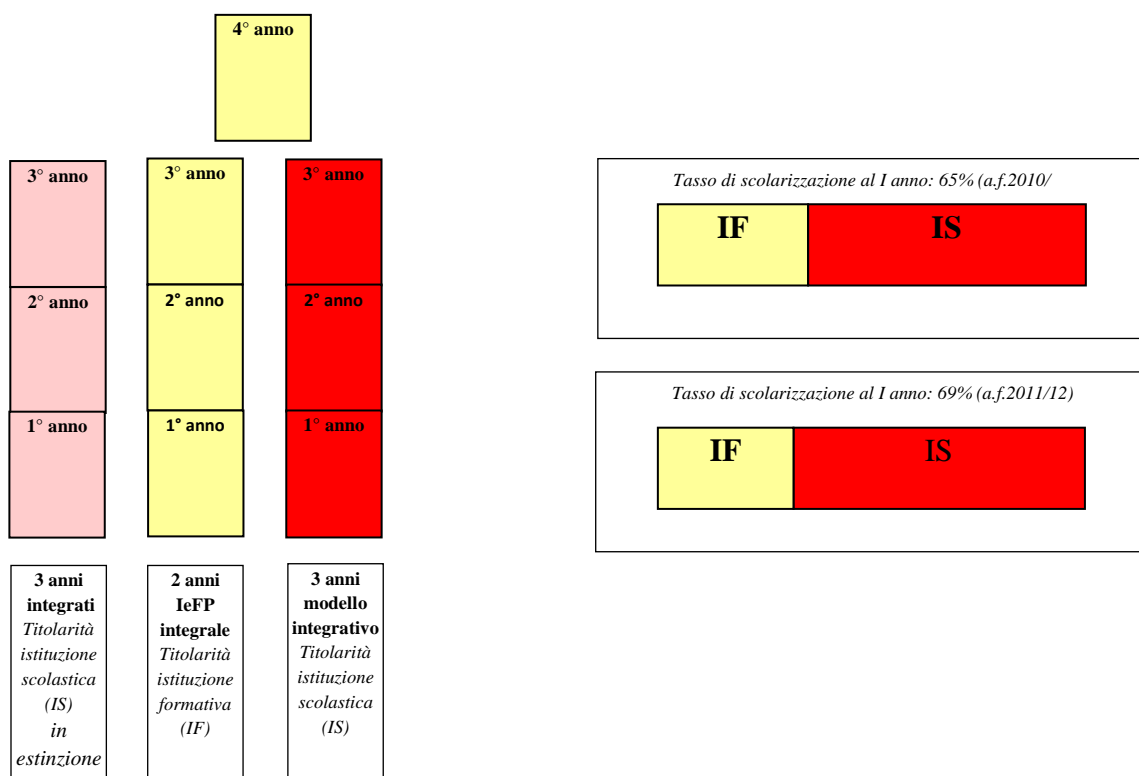 4° anno
3° anno
2° anno
1° anno
3° anno
2° anno
1° anno
3° anno
2° anno
1° anno
3 anni
integrati
Titolarità
istituzione
scolastica
(IS)
in
estinzione
2 anni
IeFP
integrale
Titolarità
istituzione
formativa
(IF)
3 anni
modello
integrativo
Titolarità
istituzione
scolastica
(IS)
Tasso di scolarizzazione al I anno: 65% (a.f.2010/
IF IS
Tasso di scolarizzazione al I anno: 69% (a.f.2011/12)
IF IS